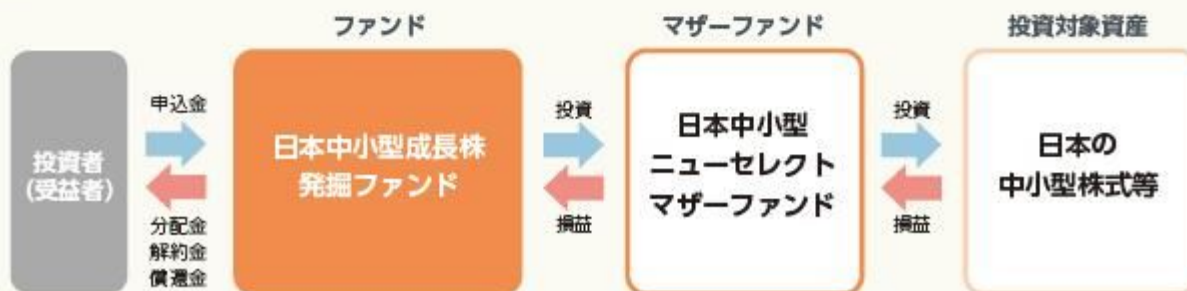 ファンド
マザーファンド
投資対象資産
投資者
(受益者)
申込金
分配金
解約金
償還金
日本中小型成長株
発掘ファンド
投資
損益
日本中小型
ニューセレクト
マザーファンド
投資
損益
日本の
中小型株式等